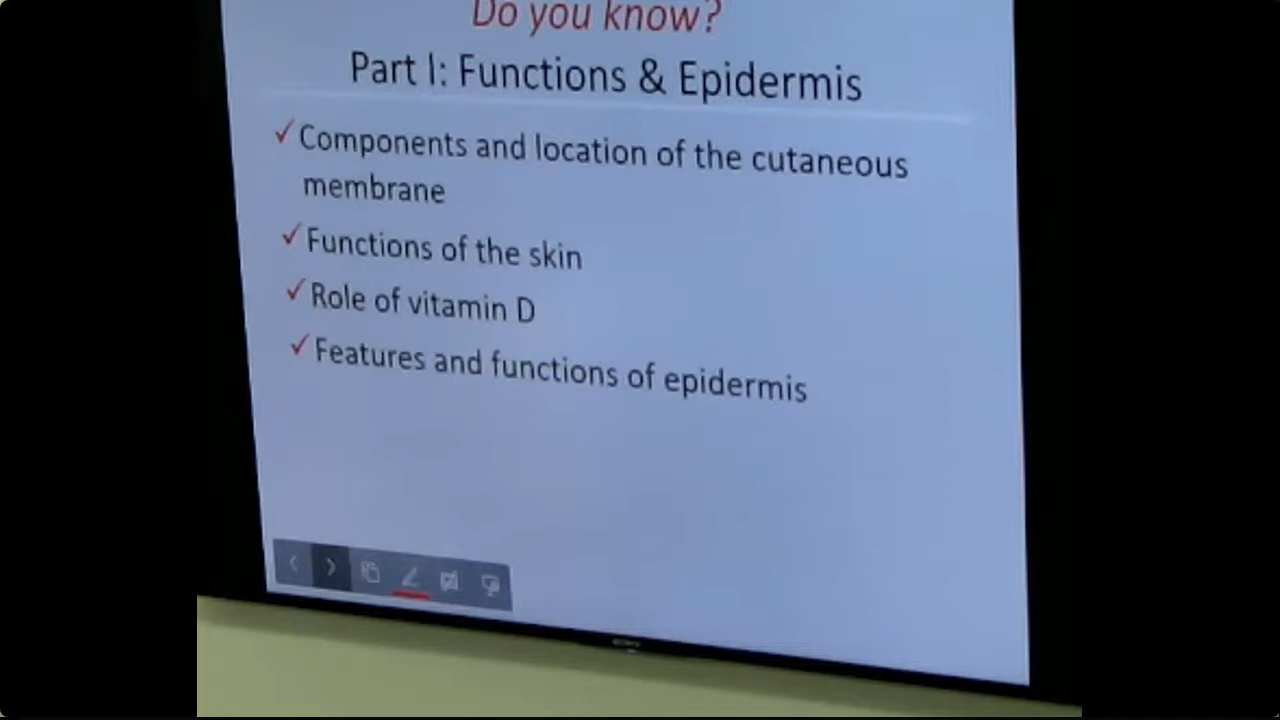 Do you know?
Part I: Functions & Epidermis
✓ Components and location of the cutaneous
membrane
✓ Functions of the skin
✓ Role of vitamin D
✓ Features and functions of epidermis
SONY